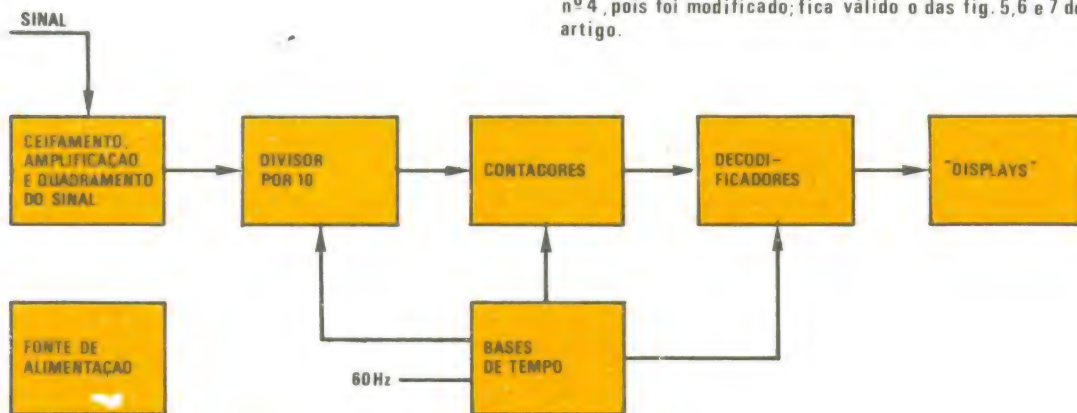 nº 4, pois foi modificado; fica válido o das fig. 5,6 e 7 do
artigo.
SINAL
CEIFAMENTO,
AMPLIFICAÇÃO
E QUADRAMENTO
DO SINAL
DIVISOR
POR 10
CONTADORES
DECODI-
FICADORES
"DISPLAYS"
FONTE DE
ALIMENTAÇÃO
60Hz
BASES
DE TEMPO